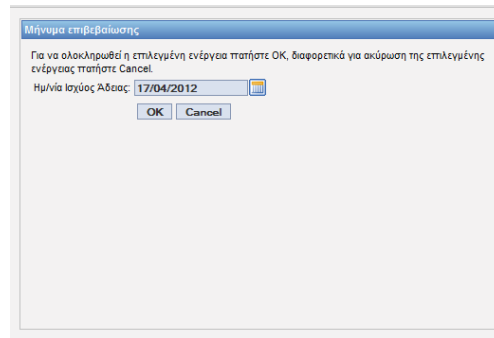 Μήνυμα επιβεβαίωσης
Για να ολοκληρωθεί η επιλεγμένη ενέργεια πατήστε OK, διαφορετικά για ακύρωση της επιλεγμένης
ενέργειας πατήστε Cancel.
Ημ/νία Ισχύος Άδειας: 17/04/2012
OK Cancel